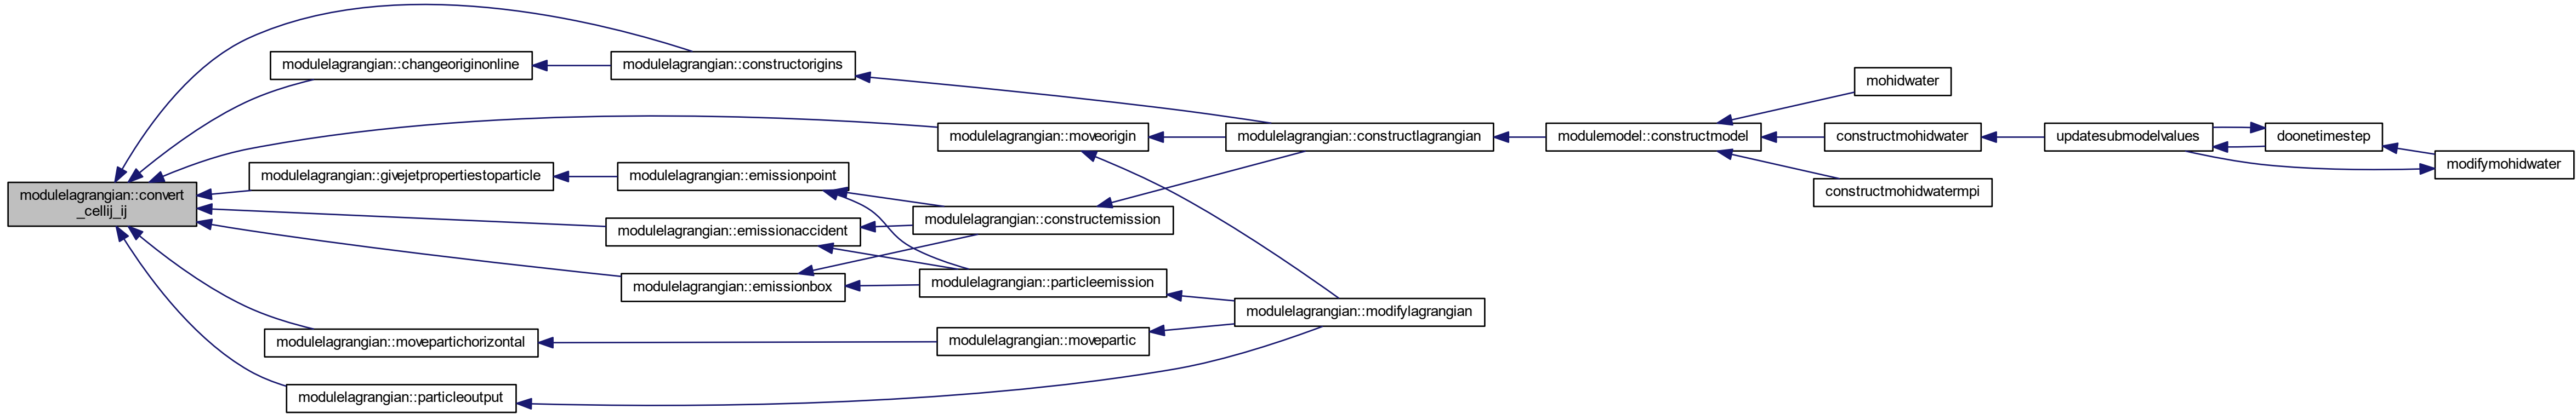 modulelagrangian::convert
_cellij_ij
modulelagrangian::changeoriginonline
modulelagrangian::constructorigins
modulelagrangian::moveorigin
modulelagrangian::givejetpropertiestoparticle
modulelagrangian::emissionpoint
modulelagrangian::emissionaccident
modulelagrangian::emissionbox
modulelagrangian::movepartichorizontal
modulelagrangian::particleoutput
modulelagrangian::constructemission
modulelagrangian::particleemission
modulelagrangian::movepartic
modulelagrangian::constructlagrangian
modulelagrangian::modifylagrangian
modulemodel::constructmodel
mohidwater
constructmohidwater
constructmohidwatermpi
updatesubmodelvalues
doonetimestep
modifymohidwater